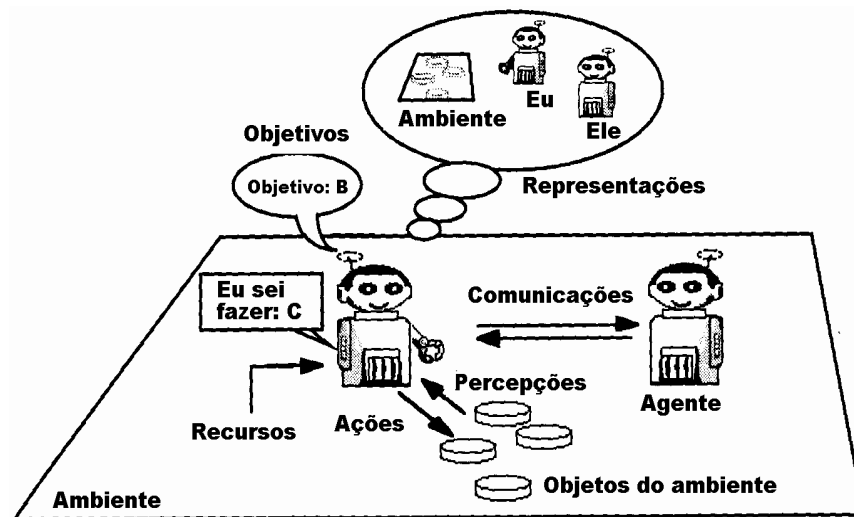 Ambiente
Eu
Ele
Objetivos
Objetivo: B
Representações
Eu sei
fazer: C
Comunicações
Percepções
Agente
Recursos
Ações
Objetos do ambiente
Ambiente